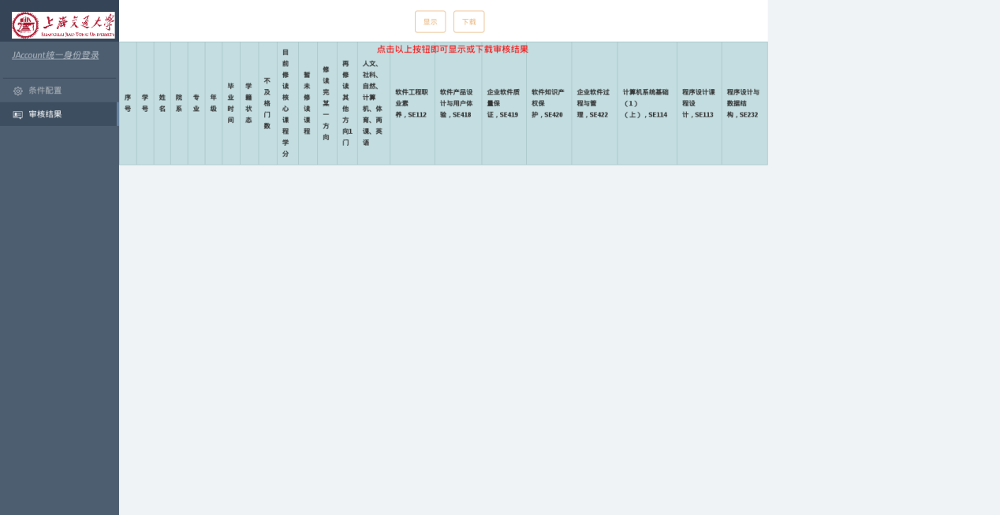 上海交通大学
SHANGHAI JIAO TONG UNIVERSITY
JAccount统一身份登录
条件配置
审核结果
显示
下载
点击以上按钮即可显示或下载审核结果
序
号
学
号
姓
名
院
系
专
业
年
级
毕
业
时
间
学
籍
状
态
不
及
格
门
数
目
前
修
读
核
心
课
程
学
分
暂
未
修
读
课
程
修
读
完
某
一
方
向
再
修
读
其
他
方
向1
门
人文、
社科、
自然、
计算
机、体
育、两
课、英
语
软件工程职
业素
养，SE112
软件产品设
计与用户体
验，SE418
企业软件质
量保
证，SE419
软件知识产
权保
护，SE420
企业软件过
程与管
理，SE422
计算机系统基础
（1）
（上），SE114
程序设计课
程设
计，SE113
程序设计与
数据结
构，SE232